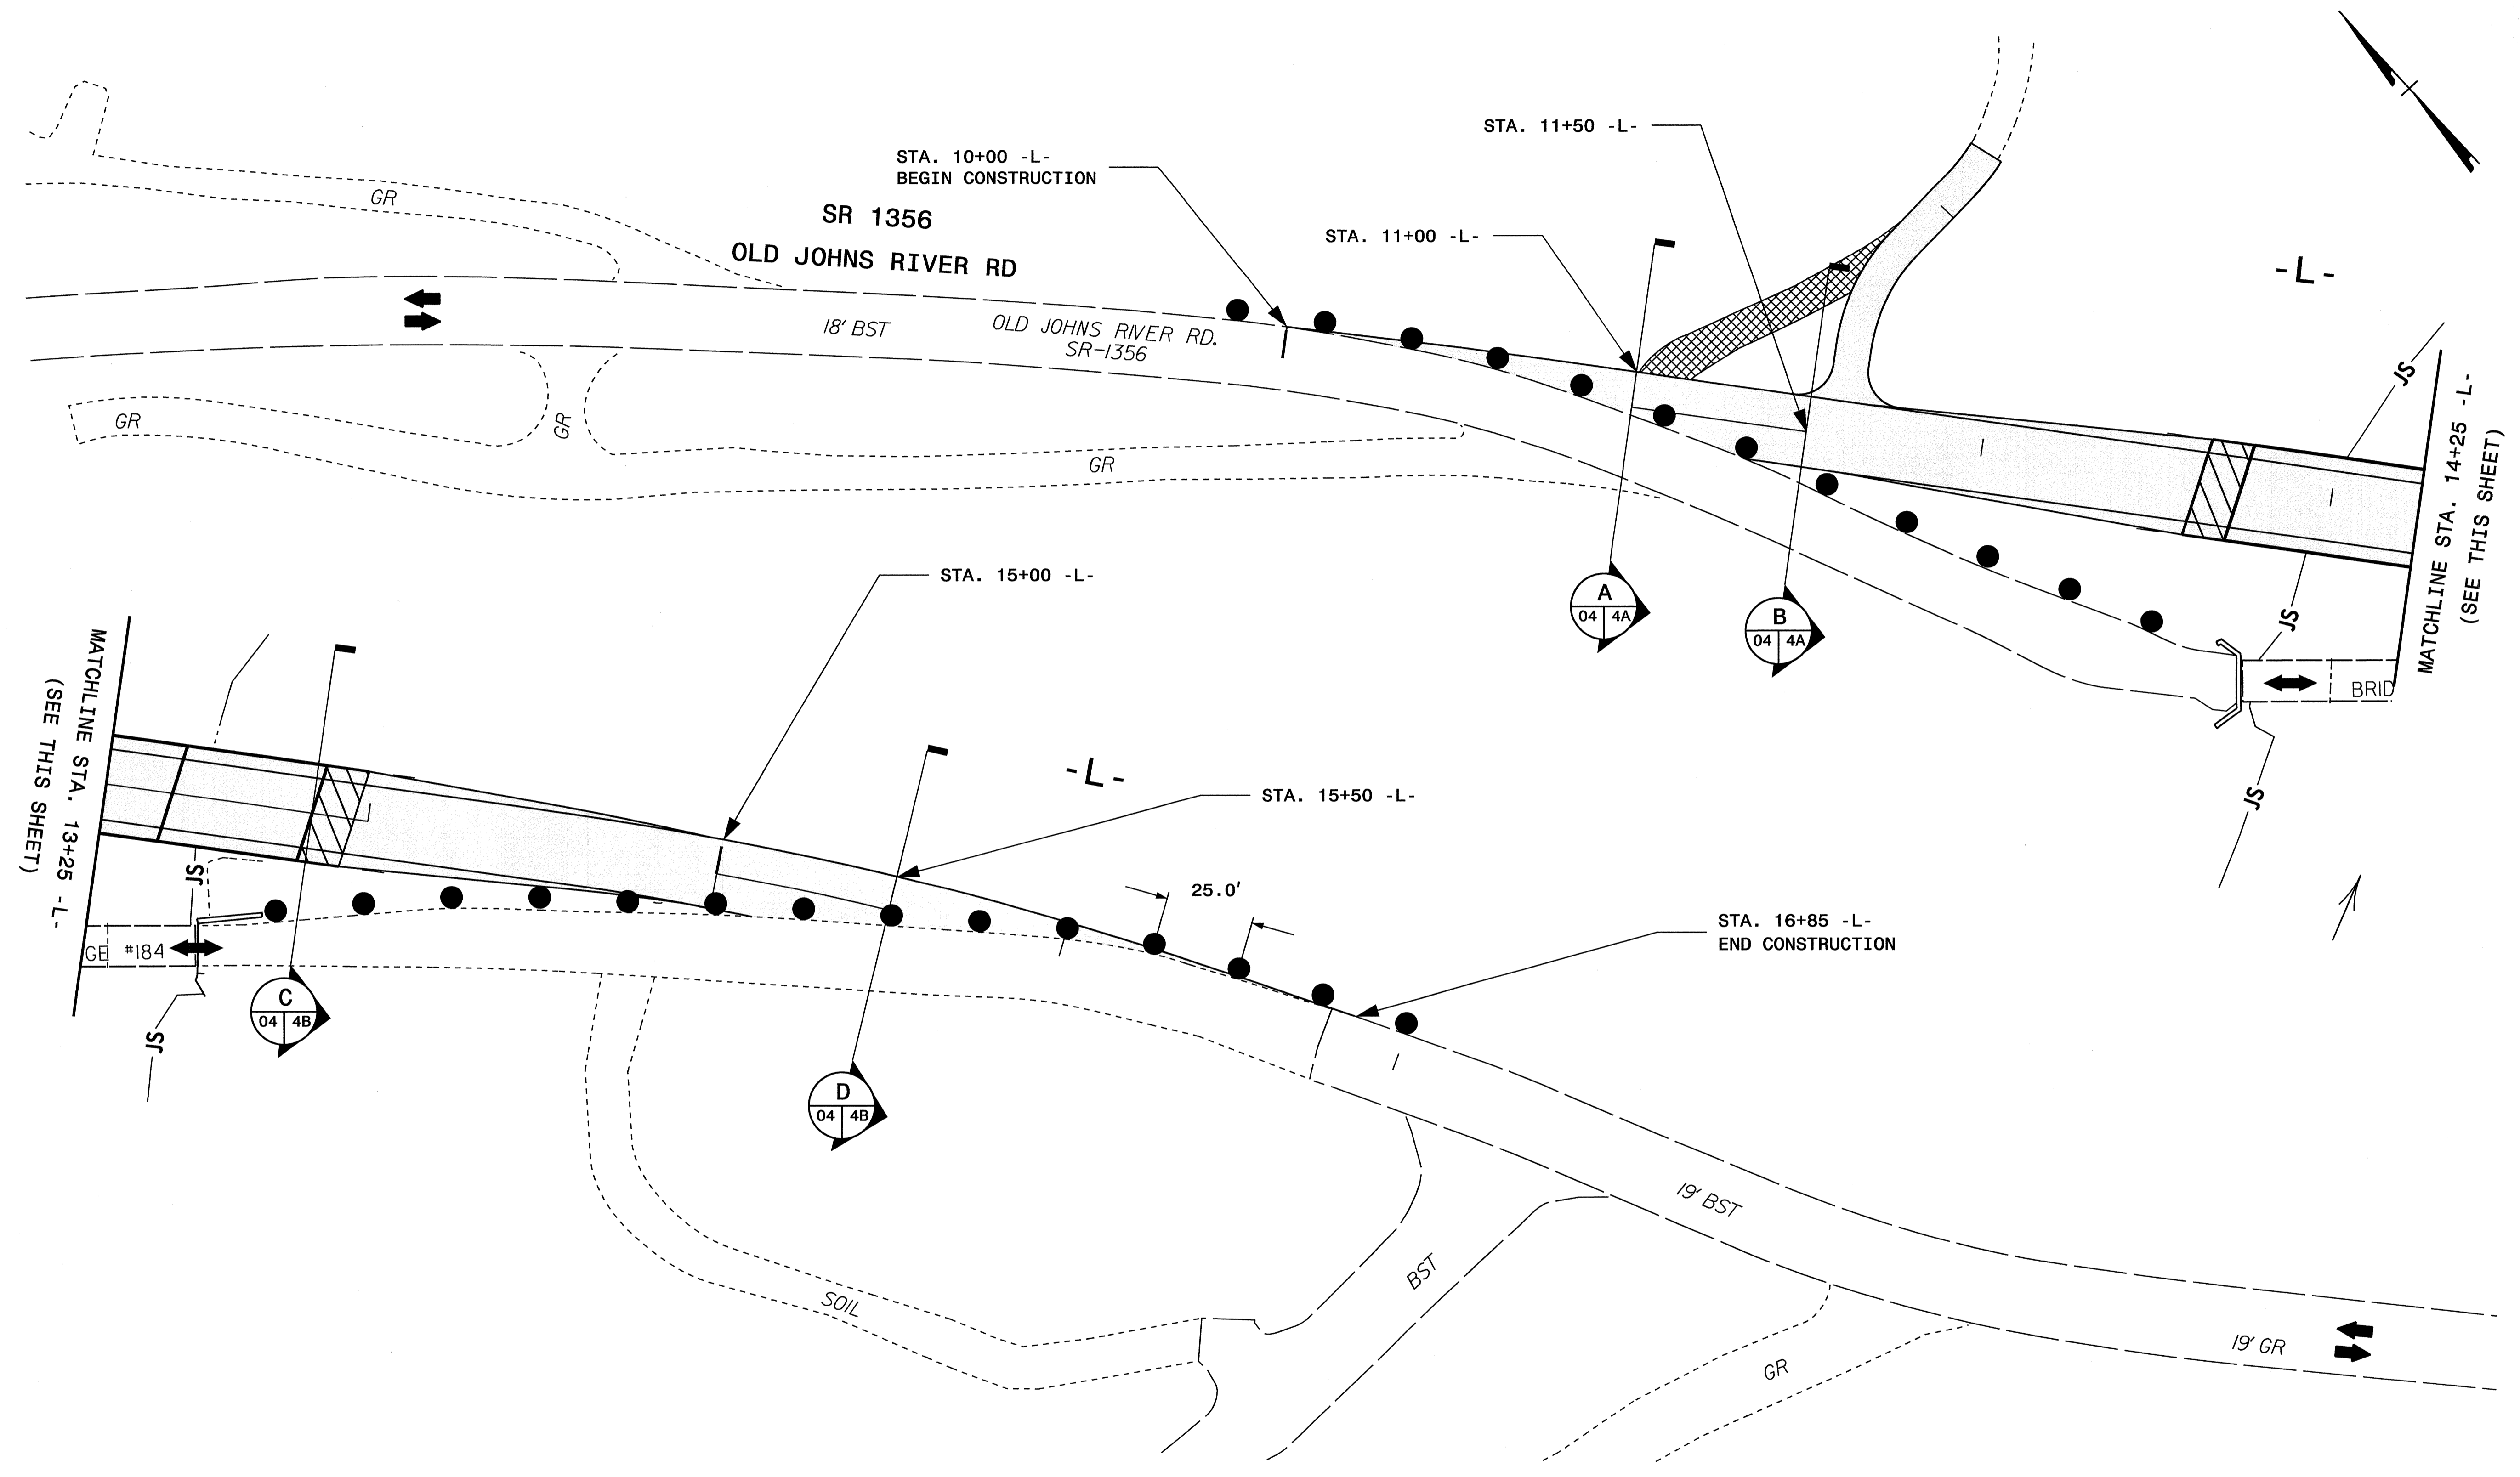 STA. 11+50 -L-
STA. 10+00 -L-
BEGIN CONSTRUCTION
GR
SR 1356
OLD JOHNS RIVER RD
STA. 11+00 -L-
-L-
18' BST
OLD JOHNS RIVER RD.
SR-1356
JS
MATCHLINE STA. 14+25 -L-
(SEE THIS SHEET)
GR
GR
GR
A
04 4A
B
04 4A
JS
BRID
JS
STA. 15+00 -L-
MATCHLINE STA. 13+25 -L-
(SEE THIS SHEET)
-L-
STA. 15+50 -L-
JS
25.0'
STA. 16+85 -L-
END CONSTRUCTION
GE #184
C
04 4B
JS
D
04 4B
19' BST
BST
SOIL
GR
19' GR